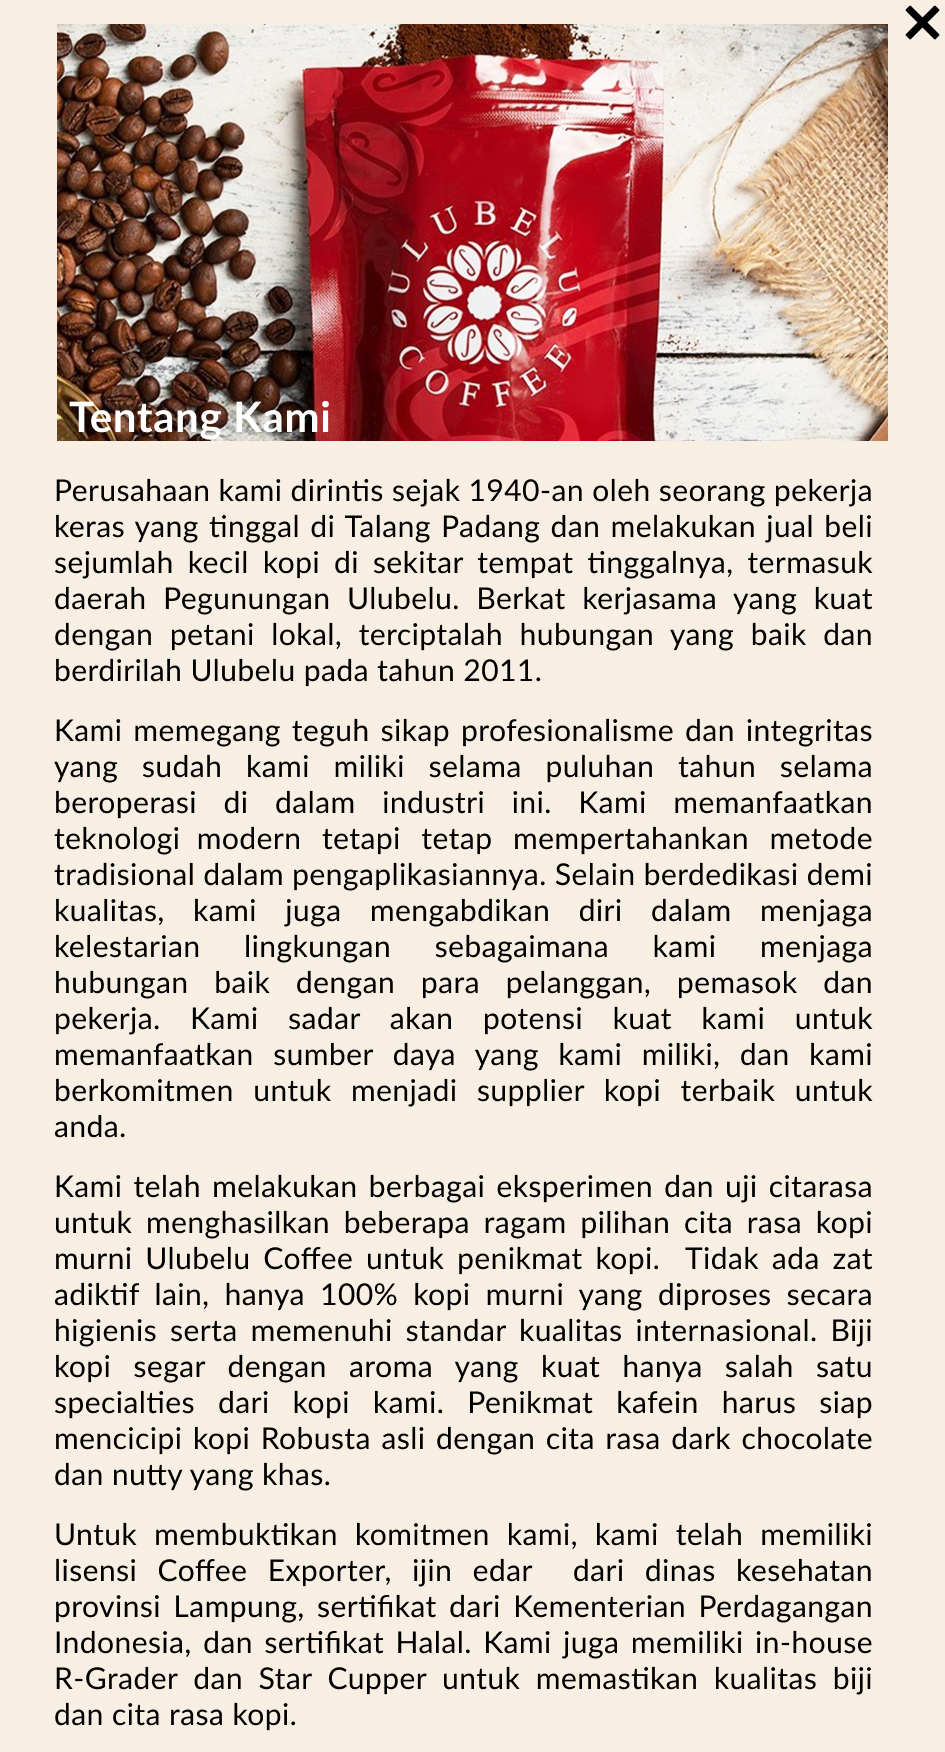 ULUBELU
COFFEE
Tentang Kami
Perusahaan kami dirintis sejak 1940-an oleh seorang pekerja
keras yang tinggal di Talang Padang dan melakukan jual beli
sejumlah kecil kopi di sekitar tempat tinggalnya, termasuk
daerah Pegunungan Ulubelu. Berkat kerjasama yang kuat
dengan petani lokal, terciptalah hubungan yang baik dan
berdirilah Ulubelu pada tahun 2011.
Kami memegang teguh sikap profesionalisme dan integritas
yang sudah kami miliki selama puluhan tahun selama
beroperasi di dalam industri ini. Kami memanfaatkan
teknologi modern tetapi tetap mempertahankan metode
tradisional dalam pengaplikasiannya. Selain berdedikasi demi
kualitas, kami juga mengabdikan diri dalam menjaga
kelestarian lingkungan sebagaimana kami menjaga
hubungan baik dengan para pelanggan, pemasok dan
pekerja. Kami sadar akan potensi kuat kami untuk
memanfaatkan sumber daya yang kami miliki, dan kami
berkomitmen untuk menjadi supplier kopi terbaik untuk
anda.
Kami telah melakukan berbagai eksperimen dan uji citarasa
untuk menghasilkan beberapa ragam pilihan cita rasa kopi
murni Ulubelu Coffee untuk penikmat kopi. Tidak ada zat
adiktif lain, hanya 100% kopi murni yang diproses secara
higienis serta memenuhi standar kualitas internasional. Biji
kopi segar dengan aroma yang kuat hanya salah satu
specialties dari kopi kami. Penikmat kafein harus siap
mencicipi kopi Robusta asli dengan cita rasa dark chocolate
dan nutty yang khas.
Untuk membuktikan komitmen kami, kami telah memiliki
lisensi Coffee Exporter, ijin edar dari dinas kesehatan
provinsi Lampung, sertifikat dari Kementerian Perdagangan
Indonesia, dan sertifikat Halal. Kami juga memiliki in-house
R-Grader dan Star Cupper untuk memastikan kualitas biji
dan cita rasa kopi.